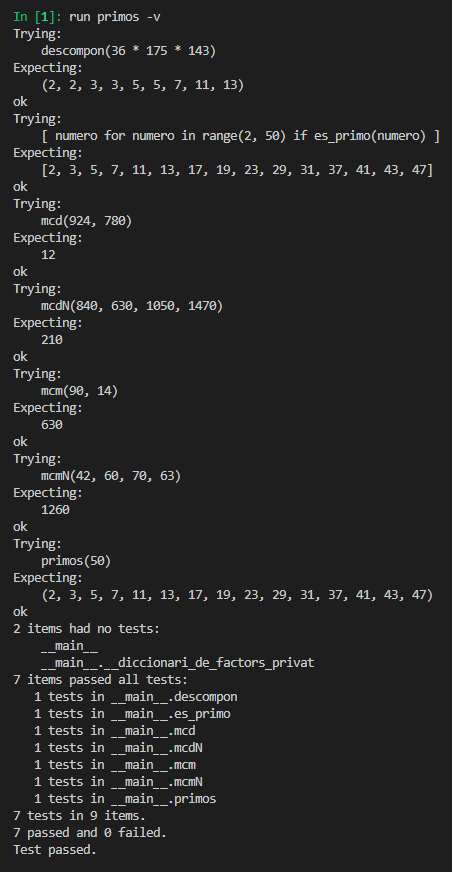 In [1]: run primos -v
Trying:
    descompon(36 * 175 * 143)
Expecting:
    (2, 2, 3, 3, 5, 5, 7, 11, 13)
ok
Trying:
    [ numero for numero in range(2, 50) if es_primo(numero) ]
Expecting:
    [2, 3, 5, 7, 11, 13, 17, 19, 23, 29, 31, 37, 41, 43, 47]
ok
Trying:
    mcd(924, 780)
Expecting:
    12
ok
Trying:
    mcdN(840, 630, 1050, 1470)
Expecting:
    210
ok
Trying:
    mcm(90, 14)
Expecting:
    630
ok
Trying:
    mcmN(42, 60, 70, 63)
Expecting:
    1260
ok
Trying:
    primos(50)
Expecting:
    (2, 3, 5, 7, 11, 13, 17, 19, 23, 29, 31, 37, 41, 43, 47)
ok
2 items had no tests:
    __main__
    __main__.__diccionari_de_factors_privat
7 items passed all tests:
   1 tests in __main__.descompon
   1 tests in __main__.es_primo
   1 tests in __main__.mcd
   1 tests in __main__.mcdN
   1 tests in __main__.mcm
   1 tests in __main__.mcmN
   1 tests in __main__.primos
7 tests in 9 items.
7 passed and 0 failed.
Test passed.